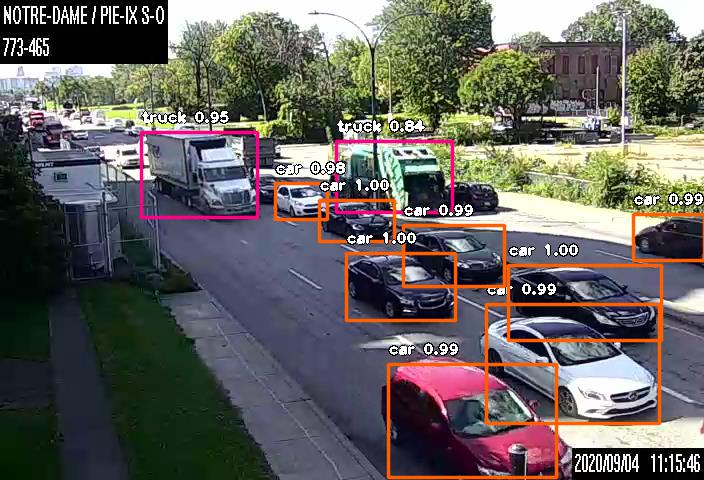 NOTRE-DAME / PIE-IX S-O
773-465
truck 0.95
truck 0.84
car 0.98
car 1.00
car 0.99
car 0.99
car 1.00
car 1.00
car 0.99
car 0.99
2020/09/04 11:15:46